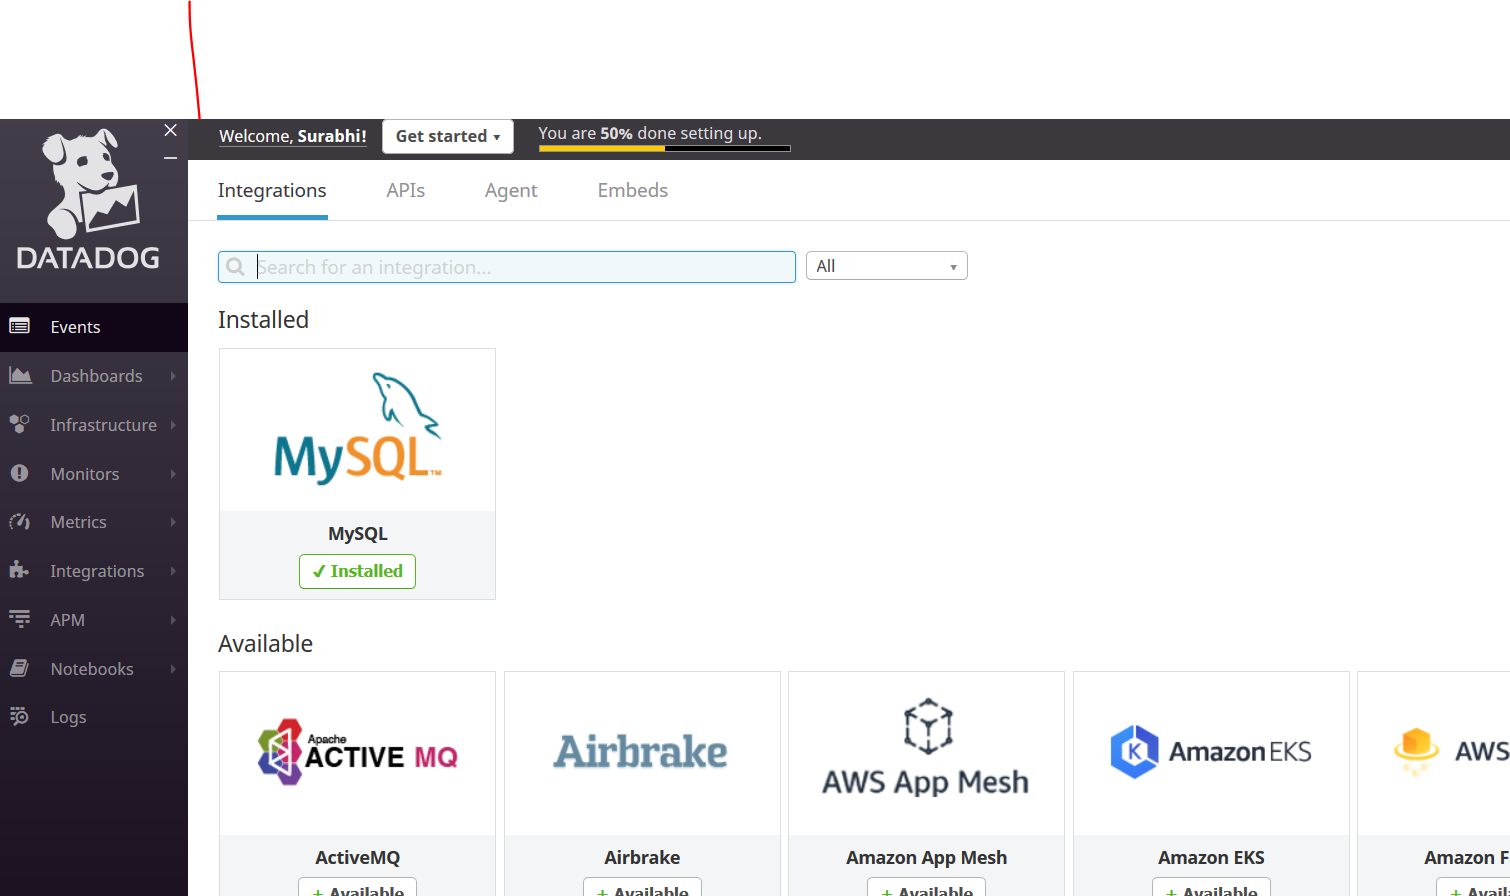 Welcome, Surabhi!
Get started
You are 50% done setting up.
DATADOG
Events
Dashboards
Infrastructure
Monitors
Metrics
Integrations
APM
Notebooks
Logs
Integrations APIs Agent Embeds
Search for an integration...
All
Installed
MySQL™
MySQL
Installed
Available
Apache
ACTIVE MQ
ActiveMQ
+ Available
Airbrake
Airbrake
+ Available
AWS App Mesh
Amazon App Mesh
+ Available
K
Amazon EKS
Amazon EKS
+ Available
AWS
Amazon F